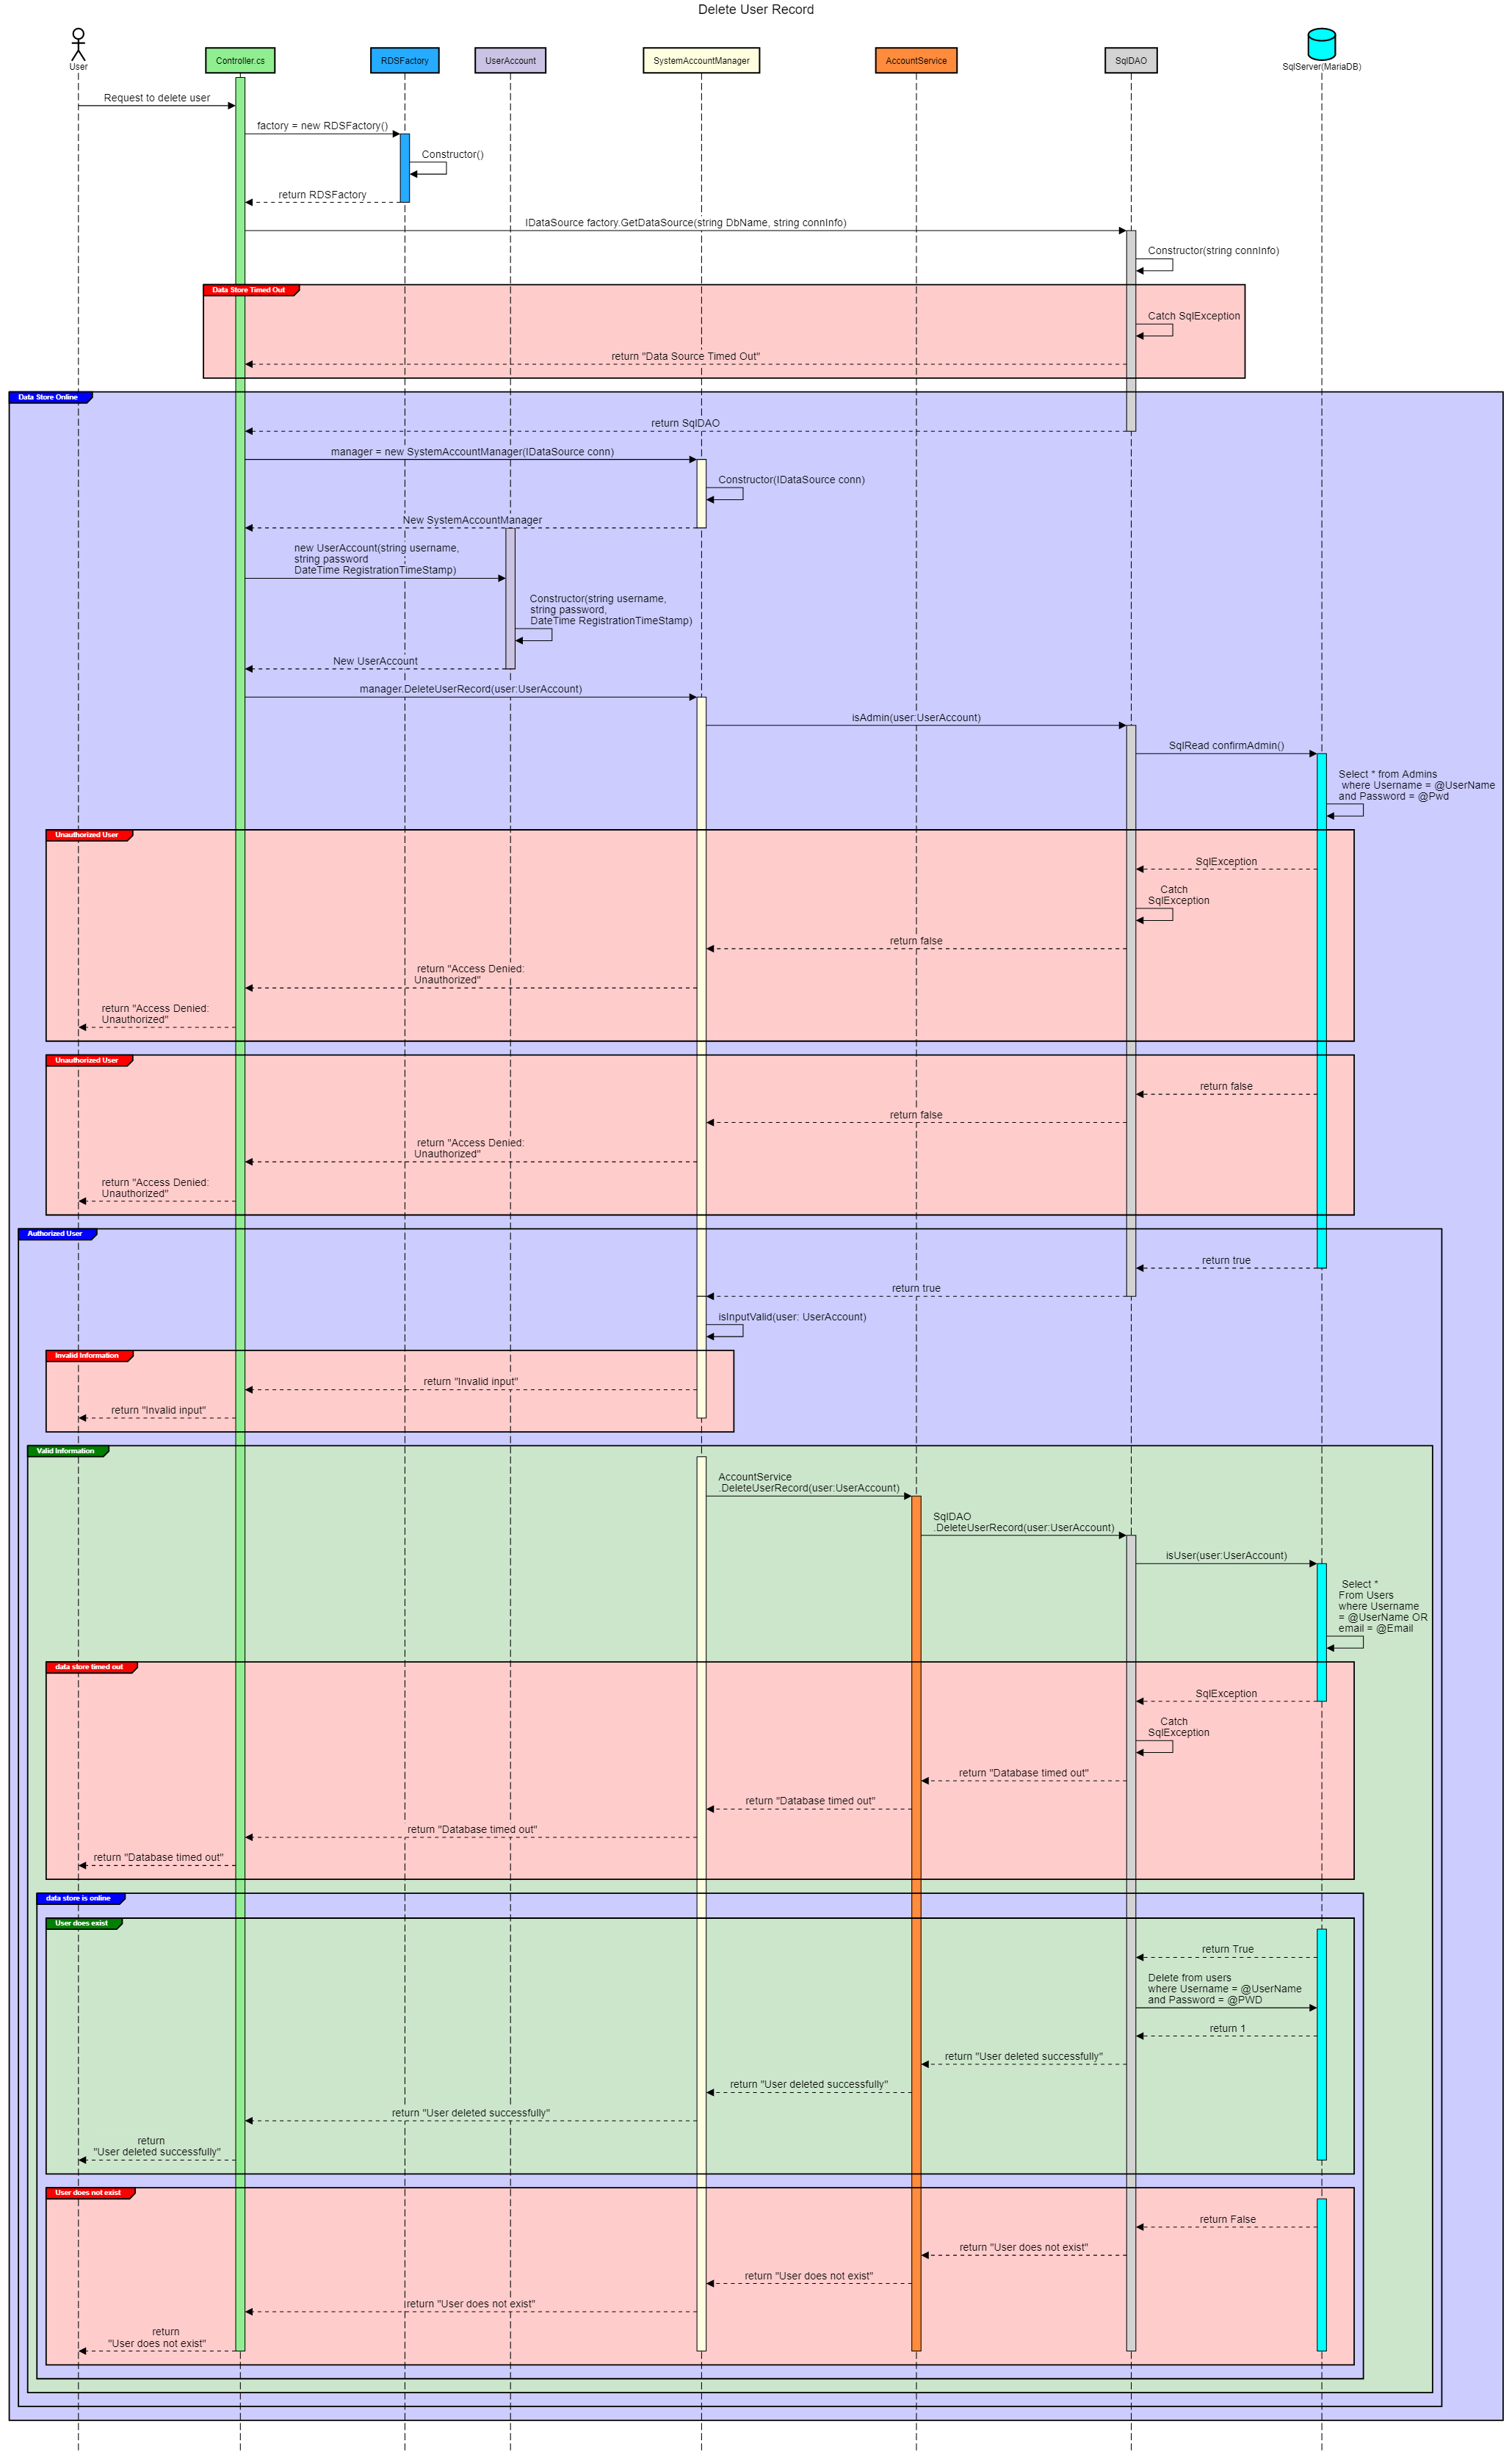 Delete User Record
User
Controller.cs
RDSFactory
UserAccount
SystemAccountManager
AccountService
SqlDAO
SqlServer(MariaDB)
Request to delete user
factory = new RDSFactory()
Constructor()
return RDSFactory
IDataSource factory.GetDataSource(string DbName, string connInfo)
Constructor(string connInfo)
Data Store Timed Out
Catch SqlException
return "Data Source Timed Out"
Data Store Online
return SqlDAO
manager = new SystemAccountManager(IDataSource conn)
Constructor(IDataSource conn)
New SystemAccountManager
new UserAccount(string username,
string password
DateTime RegistrationTimeStamp)
Constructor(string username,
string password,
DateTime RegistrationTimeStamp)
New UserAccount
manager.DeleteUserRecord(user:UserAccount)
isAdmin(user:UserAccount)
SqlRead confirmAdmin()
Select * from Admins
where Username = @UserName
and Password = @Pwd
Unauthorized User
SqlException
Catch
SqlException
return false
return "Access Denied:
Unauthorized"
return "Access Denied:
Unauthorized"
Unauthorized User
return false
return false
return "Access Denied:
Unauthorized"
return "Access Denied:
Unauthorized"
Authorized User
return true
return true
isInputValid(user: UserAccount)
Invalid Information
return "Invalid input"
return "Invalid input"
Valid Information
AccountService
.DeleteUserRecord(user:UserAccount)
SqlDAO
.DeleteUserRecord(user:UserAccount)
isUser(user:UserAccount)
Select *
From Users
where Username
= @UserName OR
email = @Email
data store timed out
SqlException
Catch
SqlException
return "Database timed out"
return "Database timed out"
return "Database timed out"
return "Database timed out"
data store is online
User does exist
return True
Delete from users
where Username = @UserName
and Password = @PWD
return 1
return "User deleted successfully"
return "User deleted successfully"
return "User deleted successfully"
return
"User deleted successfully"
User does not exist
return False
return "User does not exist"
return "User does not exist"
return "User does not exist"
return
"User does not exist"